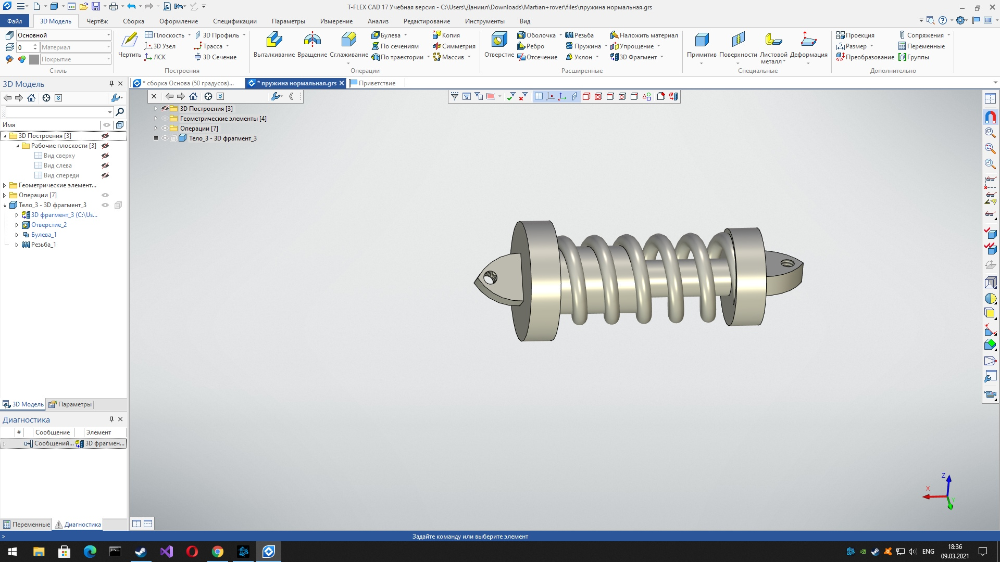 T-FLEX CAD 17 Учебная версия - C:\Users\Даниил\Downloads\Martian+rover\files\пружина нормальная.grs
Файл 3D Модель Чертёж Сборка Оформление Спецификации Параметры Измерение Анализ Редактирование Инструменты Вид
Основной
0 Материал
Покрытие
Стиль
Чертить
Плоскость
3D Узел
ЛСК
3D Профиль
Трасса
3D Сечение
Построения
Выталкивание Вращение Сглаживание
Булева
По сечениям
По траектории
Копия
Симметрия
Массив
Операции
Отверстие
Оболочка
Ребро
Отсечение
Резьба
Пружина
Уклон
Наложить материал
Упрощение
3D Фрагмент
Расширенные
Примитив Поверхности Листовой металл Деформация
Специальные
Проекция
Размер
Преобразование
Сопряжения
Переменные
Группы
Дополнительно
3D Модель
Имя
3D Построения [3]
Рабочие плоскости [3]
Вид сверху
Вид слева
Вид спереди
Геометрические элемент...
Операции [7]
Тело_3 - 3D фрагмент_3
3D фрагмент_3 (C:\Us...
Отверстие_2
Булева_1
Резьба_1
3D Модель Параметры
Диагностика
# Сообщение Элемент
Сообщений... 3D фрагмен...
Переменные Диагностика
* сборка Основа (50 градусов)... * пружина нормальная.grs Приветствие
3D Построения [3]
Геометрические элементы [4]
Операции [7]
Тело_3 - 3D фрагмент_3
Z
X
Y
> Задайте команду или выберите элемент
ENG
18:36
09.03.2021